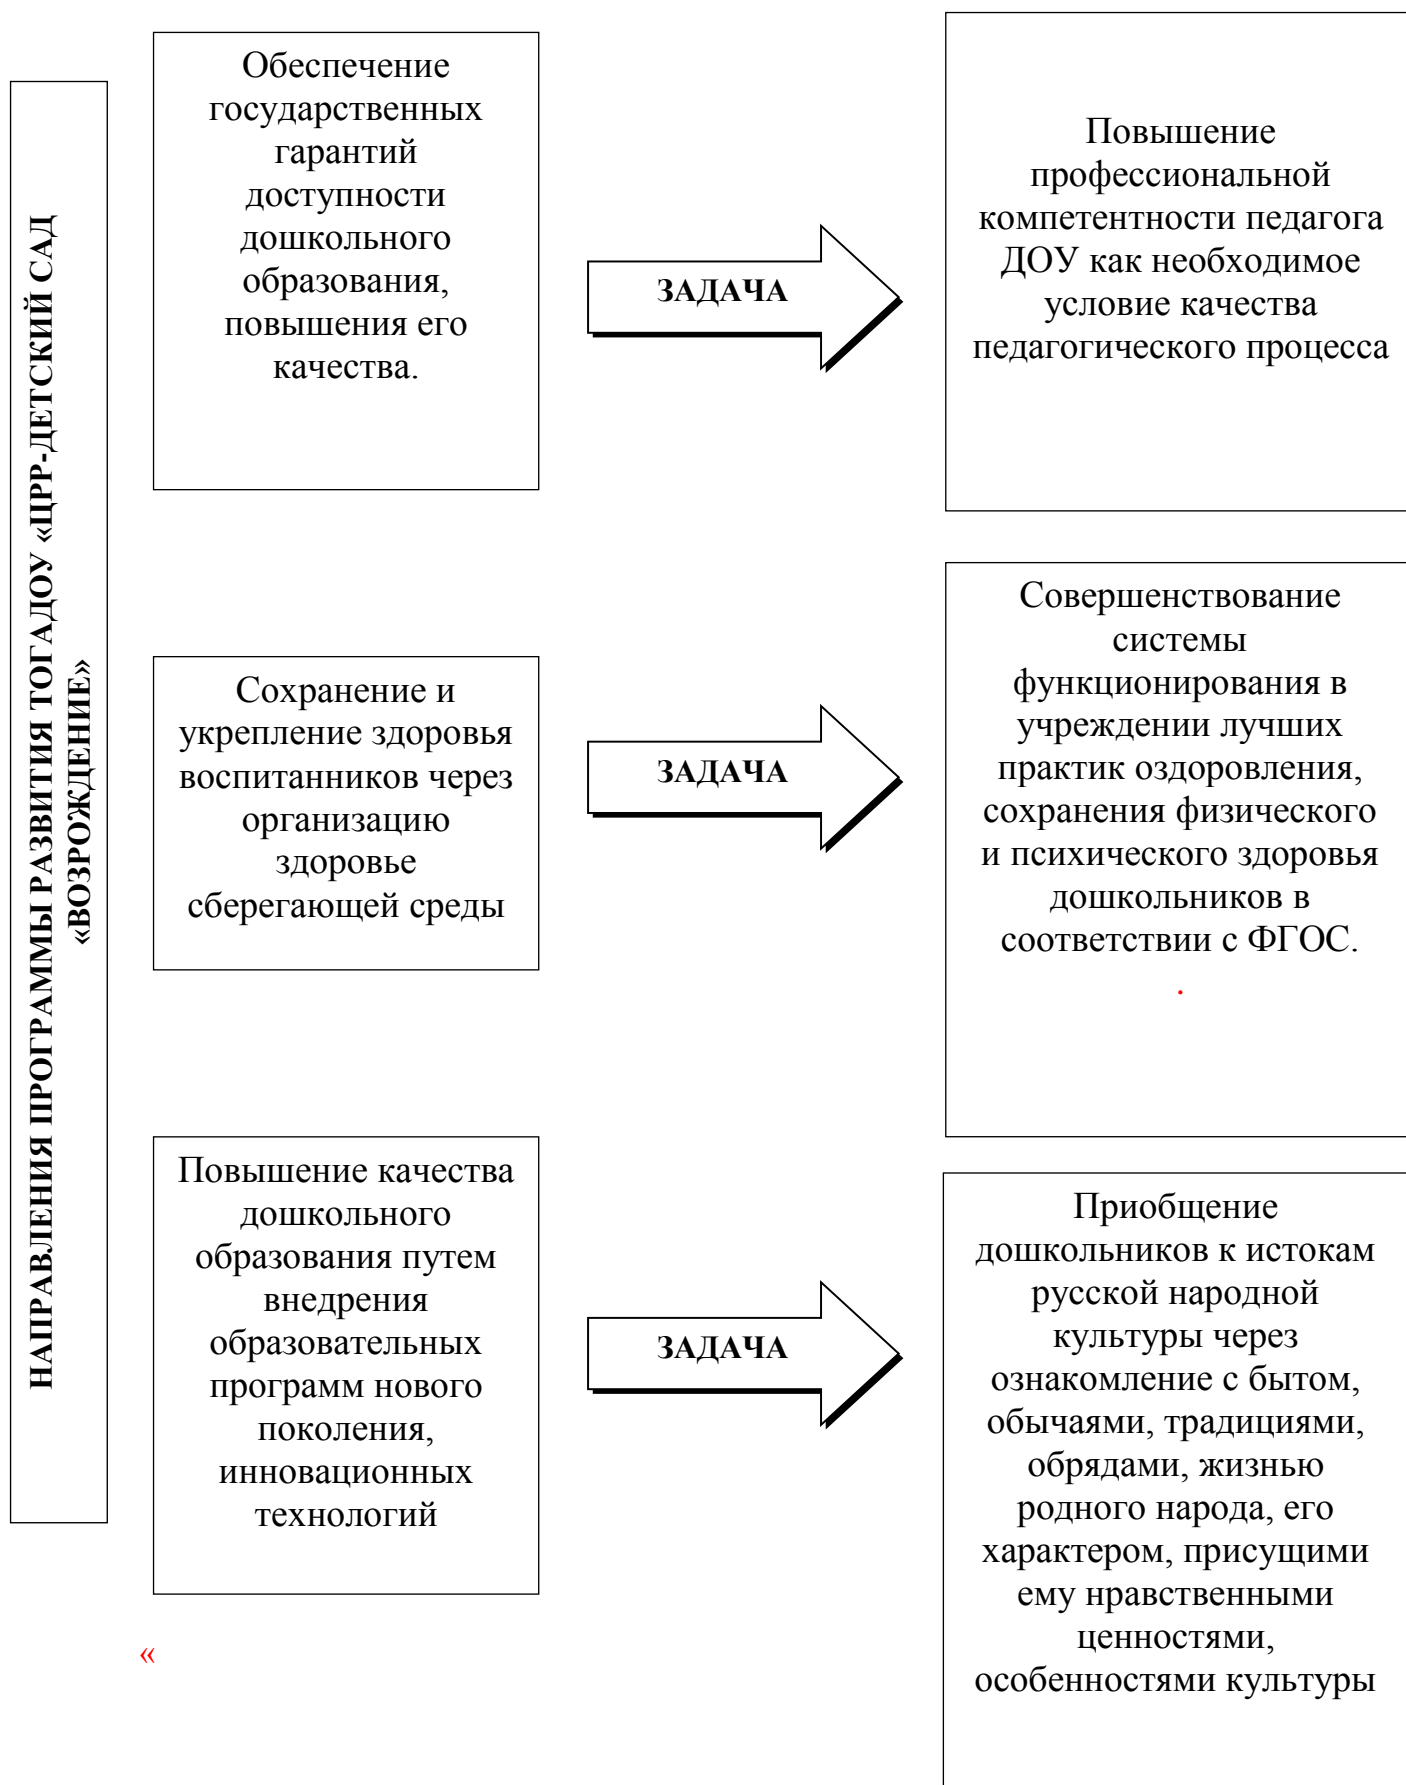 НАПРАВЛЕНИЯ ПРОГРАММЫ РАЗВИТИЯ ТОГАДОУ «ЦРР-ДЕТСКИЙ САД
«ВОЗРОЖДЕНИЕ»
Обеспечение
государственных
гарантий
доступности
дошкольного
образования,
повышения его
качества.
ЗАДАЧА
Повышение
профессиональной
компетентности педагога
ДОУ как необходимое
условие качества
педагогического процесса
Сохранение и
укрепление здоровья
воспитанников через
организацию
здоровье
сберегающей среды
ЗАДАЧА
Совершенствование
системы
функционирования в
учреждении лучших
практик оздоровления,
сохранения физического
и психического здоровья
дошкольников в
соответствии с ФГОС.
.
Повышение качества
дошкольного
образования путем
внедрения
образовательных
программ нового
поколения,
инновационных
технологий
ЗАДАЧА
Приобщение
дошкольников к истокам
русской народной
культуры через
ознакомление с бытом,
обычаями, традициями,
обрядами, жизнью
родного народа, его
характером, присущими
ему нравственными
ценностями,
особенностями культуры
«